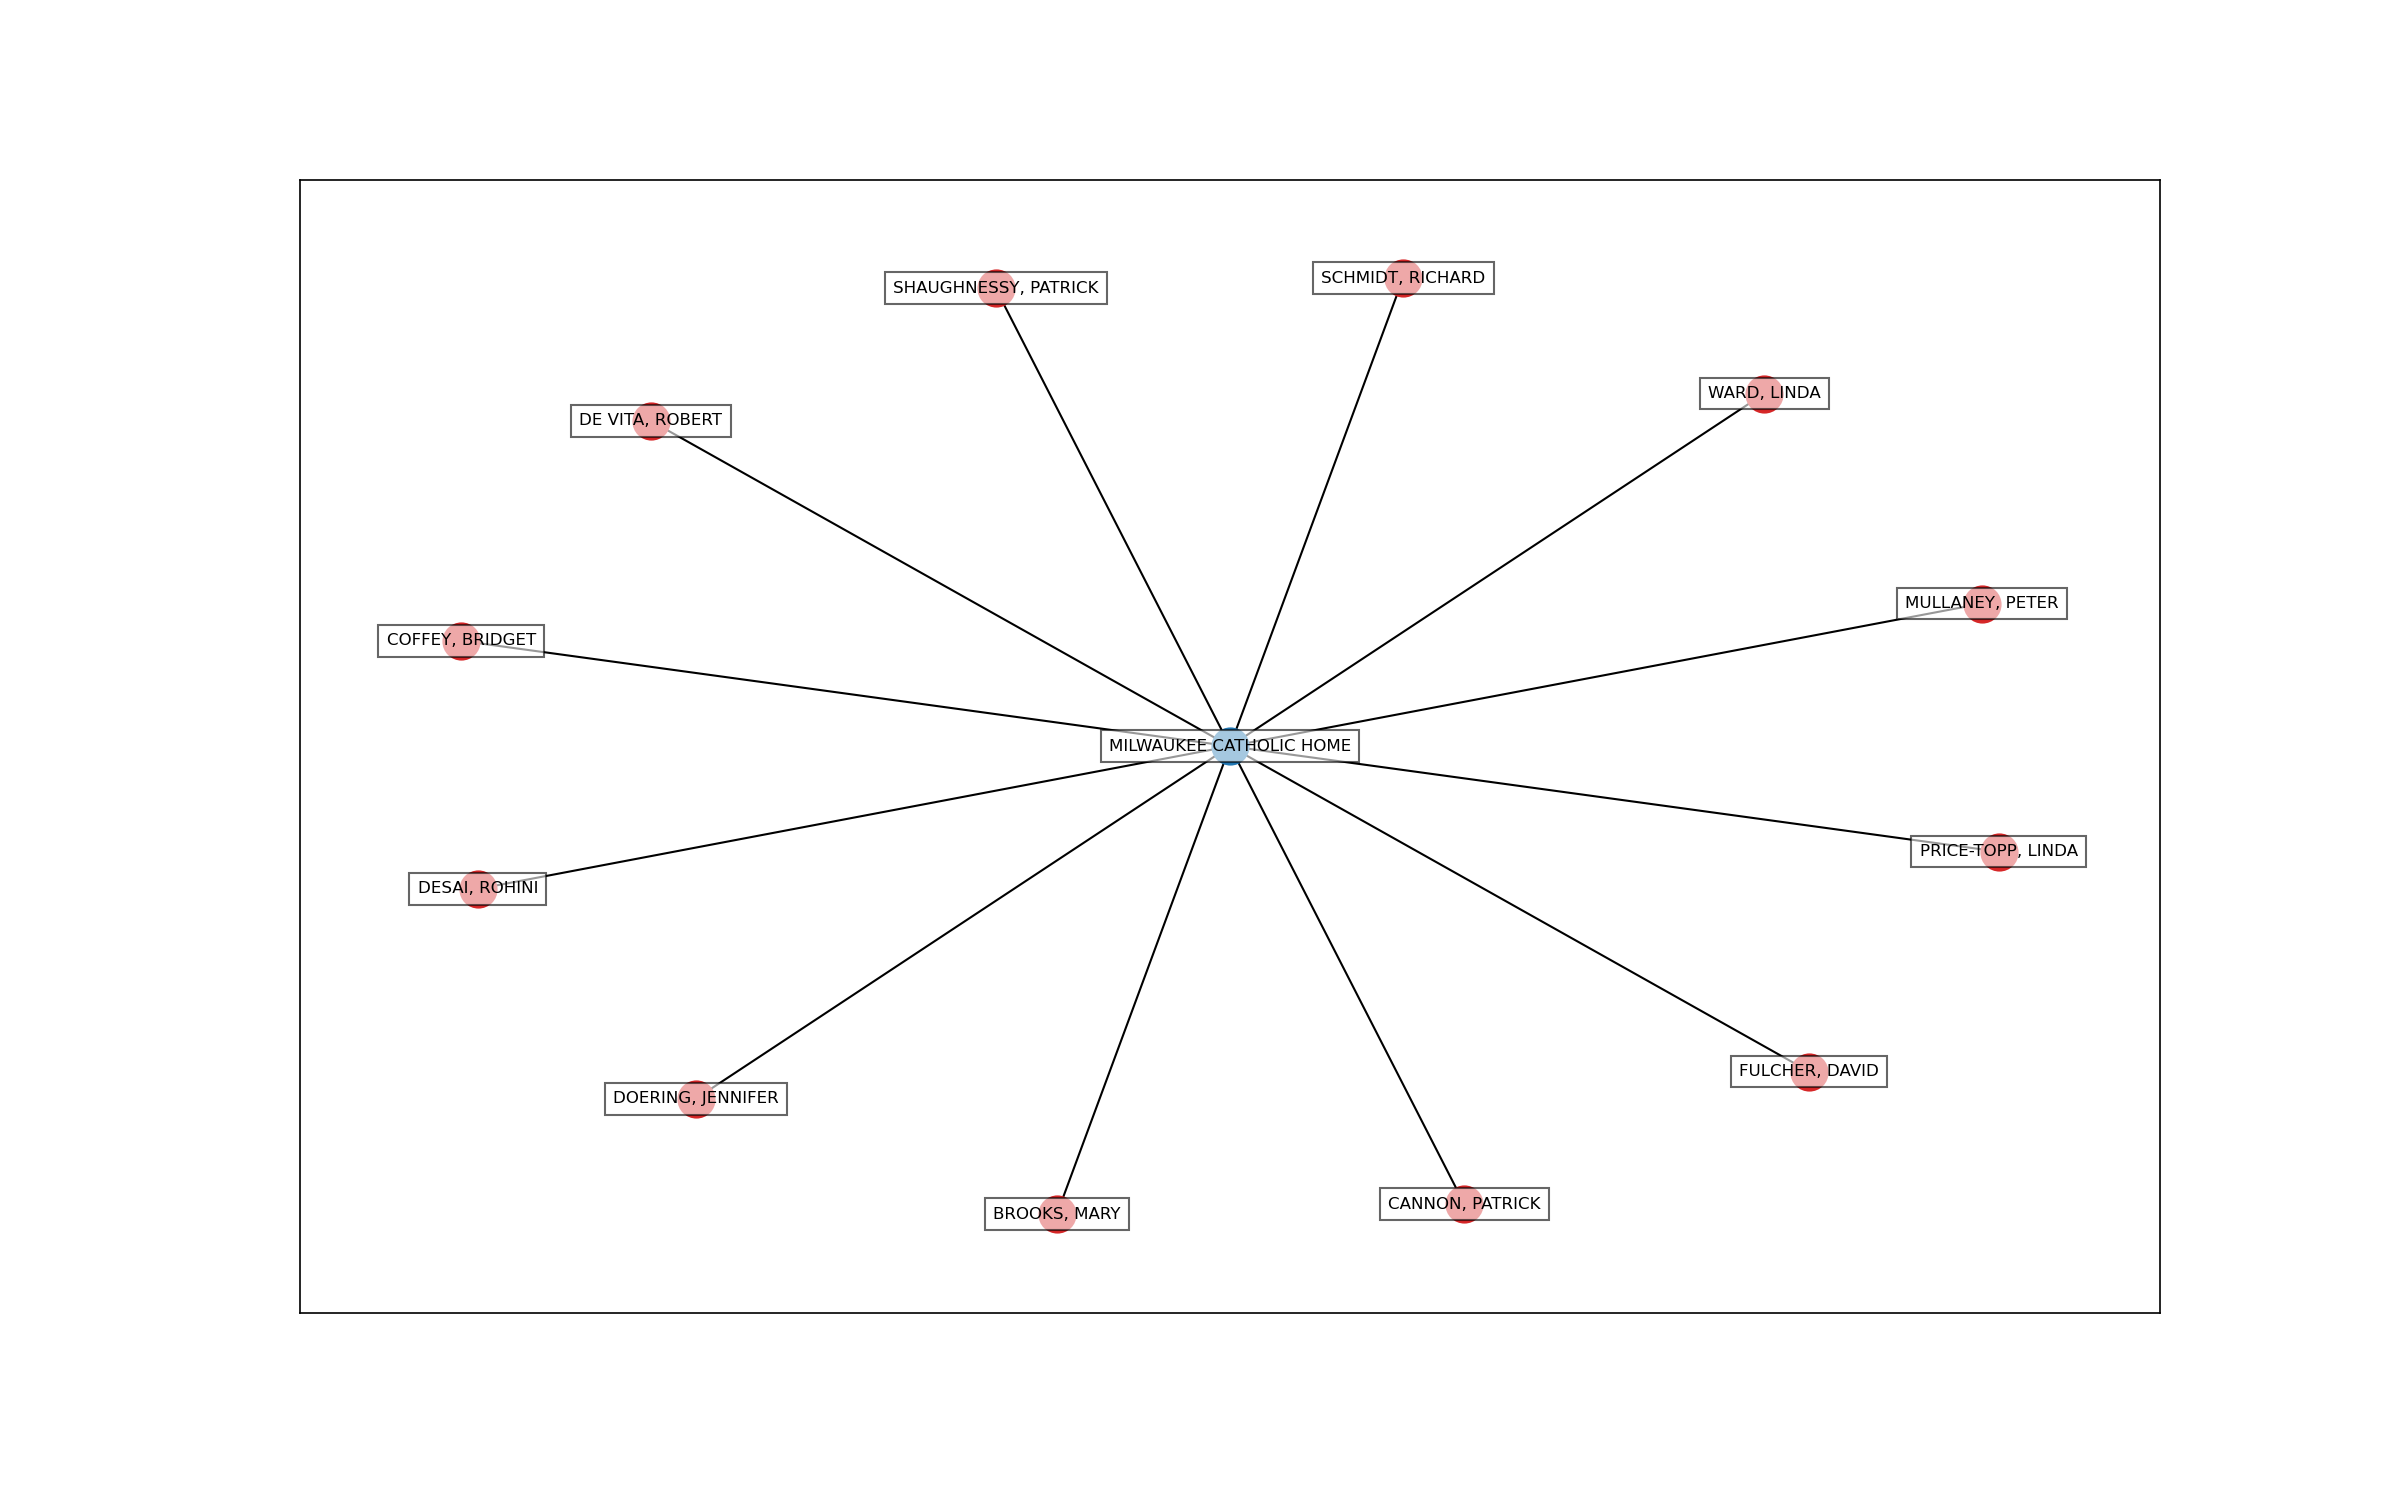 SCHMIDT, RICHARD
SHAUGHNESSY, PATRICK
WARD, LINDA
DE VITA, ROBERT
MULLANEY, PETER
COFFEY, BRIDGET
MILWAUKEE CATHOLIC HOME
PRICE-TOPP, LINDA
DESAI, ROHINI
FULCHER, DAVID
DOERING, JENNIFER
CANNON, PATRICK
BROOKS, MARY